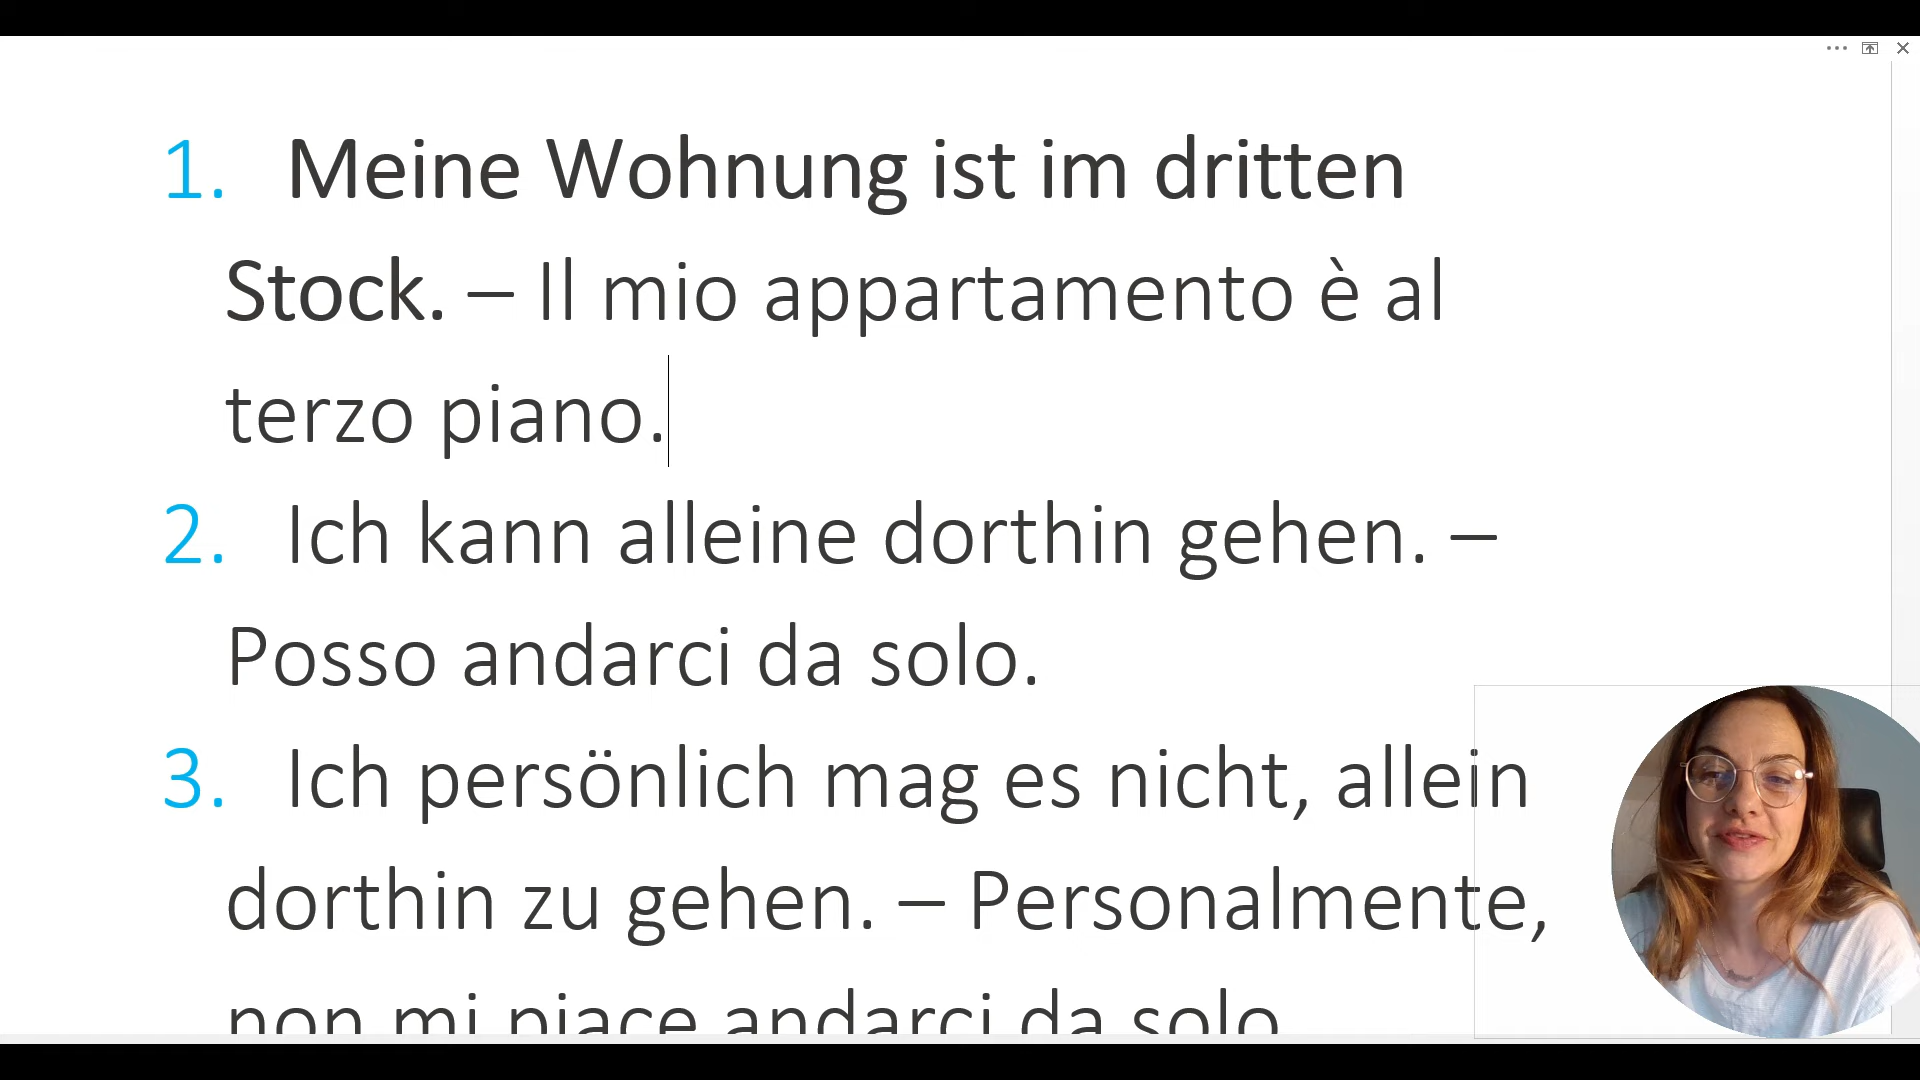 1. Meine Wohnung ist im dritten
Stock. – Il mio appartamento è al
terzo piano.
2. Ich kann alleine dorthin gehen. –
Posso andarci da solo.
3. Ich persönlich mag es nicht, allein
dorthin zu gehen. – Personalmente,
non mi piace andarci da solo